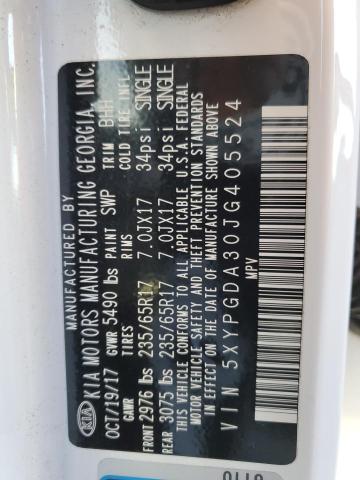 MANUFACTURED BY
KIA KIA MOTORS MANUFACTURING GEORGIA, INC.
OCT/19/17 GVWR 5490 lbs PAINT SWP TRIM BHH
GAWR TIRES RIMS COLD TIRE INFL.
FRONT 2976 lbs 235/65R17 7.0JX17 34psi SINGLE
REAR 3075 lbs 235/65R17 7.0JX17 34psi SINGLE
THIS VEHICLE CONFORMS TO ALL APPLICABLE U.S.A. FEDERAL
MOTOR VEHICLE SAFETY AND THEFT PREVENTION STANDARDS
IN EFFECT ON THE DATE OF MANUFACTURE SHOWN ABOVE
VIN 5XYPGDA30JG405524
MPV